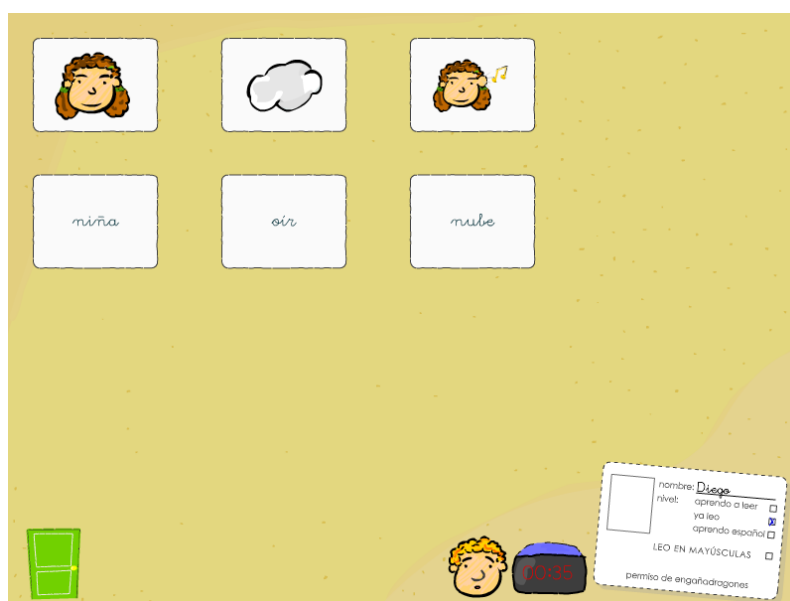 niña
oír
nube
00:35
nombre: Diego
nivel: aprendo a leer
ya leo
aprendo español
LEO EN MAYÚSCULAS
permiso de engañadragones